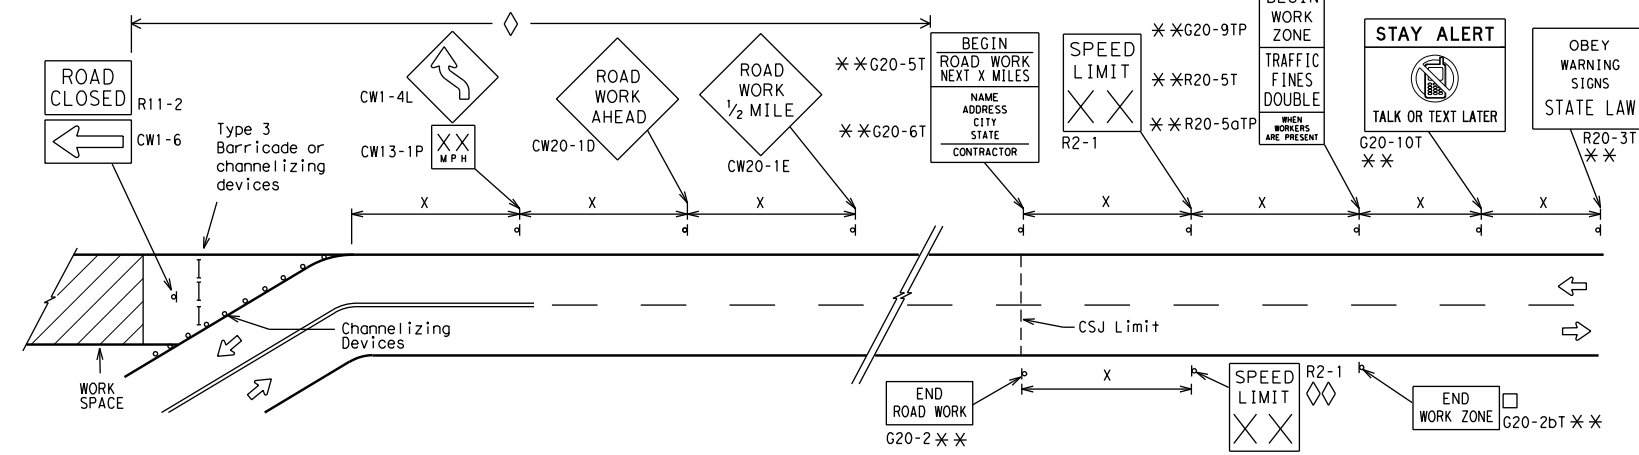 ROAD
CLOSED
R11-2
CW1-6
Type 3
Barricade or
channelizing
devices
CW1-4L
XX
MPH
CW13-1P
ROAD
WORK
AHEAD
CW20-1D
ROAD
WORK
1/2 MILE
CW20-1E
**G20-5T
BEGIN
ROAD WORK
NEXT X MILES
**G20-6T
NAME
ADDRESS
CITY
STATE
CONTRACTOR
SPEED
LIMIT
XX
R2-1
**G20-9TP
BEGIN
WORK
ZONE
**R20-5T
TRAFFIC
FINES
DOUBLE
**R20-5aTP
WHEN
WORKERS
ARE PRESENT
STAY ALERT
TALK OR TEXT LATER
G20-10T
**
OBEY
WARNING
SIGNS
STATE LAW
R20-3T
**
X
X
X
X
X
X
X
CSJ Limit
Channelizing
Devices
WORK
SPACE
END
ROAD WORK
G20-2 **
X
SPEED
LIMIT
XX
R2-1
END
WORK ZONE
G20-2bT **